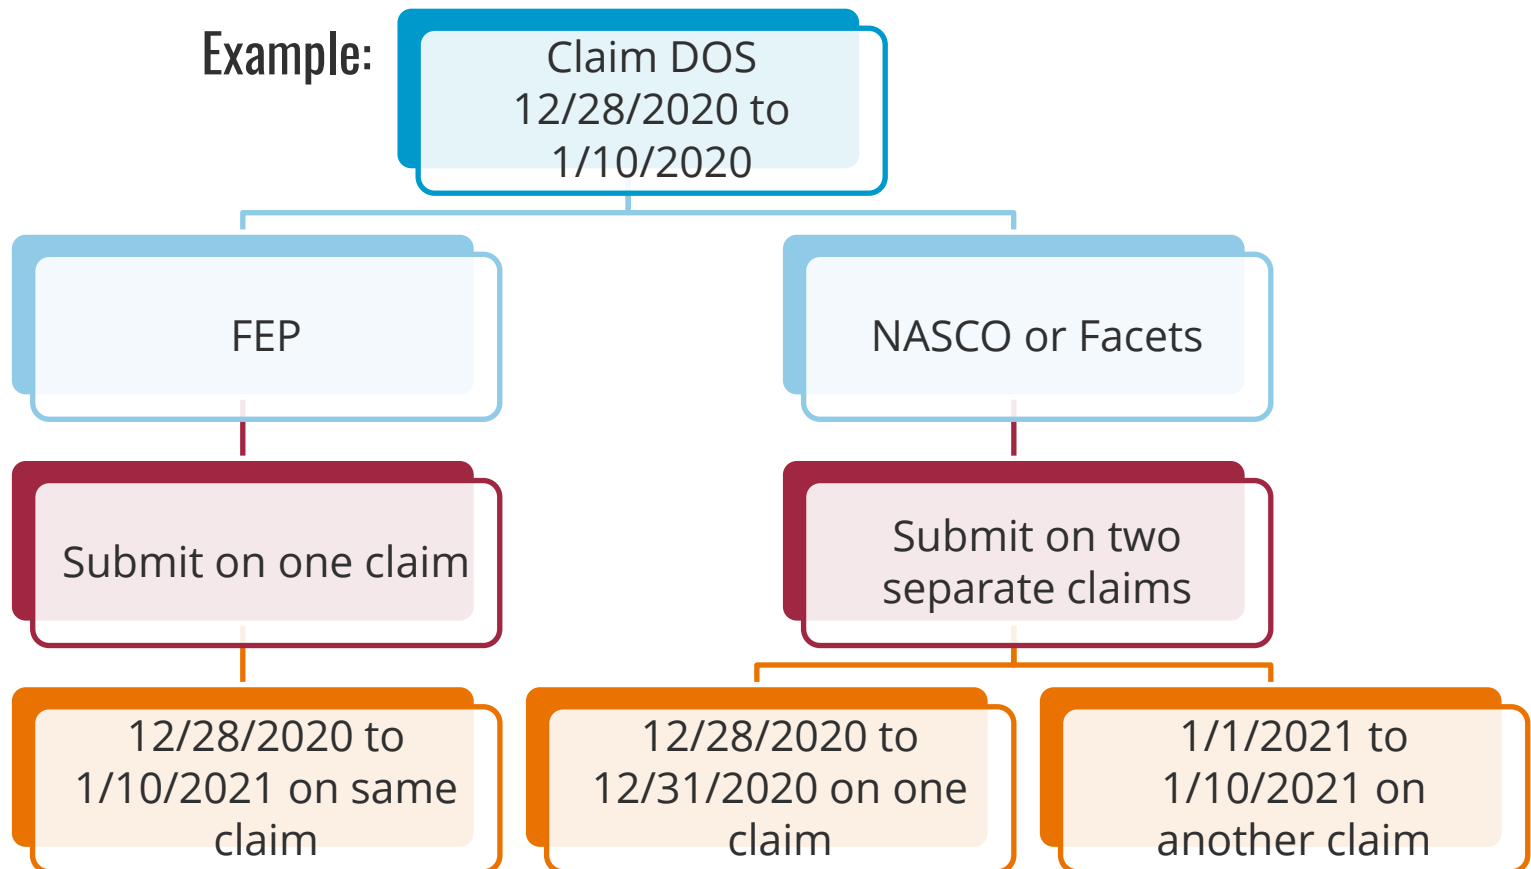 Example:
Claim DOS
12/28/2020 to
1/10/2020
FEP
NASCO or Facets
Submit on one claim
Submit on two
separate claims
12/28/2020 to
1/10/2021 on same
claim
12/28/2020 to
12/31/2020 on one
claim
1/1/2021 to
1/10/2021 on
another claim